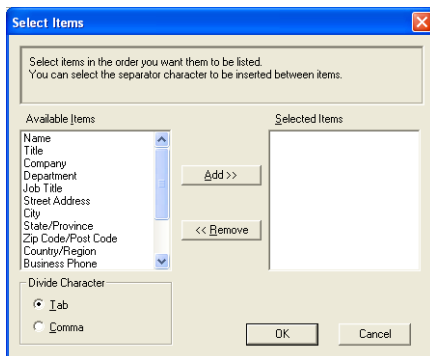 Select Items
Select items in the order you want them to be listed.
You can select the separator character to be inserted between items.
Available Items
Selected Items
Name
Title
Company
Department
Job Title
Street Address
City
State/Province
Zip Code/Post Code
Country/Region
Business Phone
Add >>
<< Remove
Divide Character
Tab
Comma
OK
Cancel